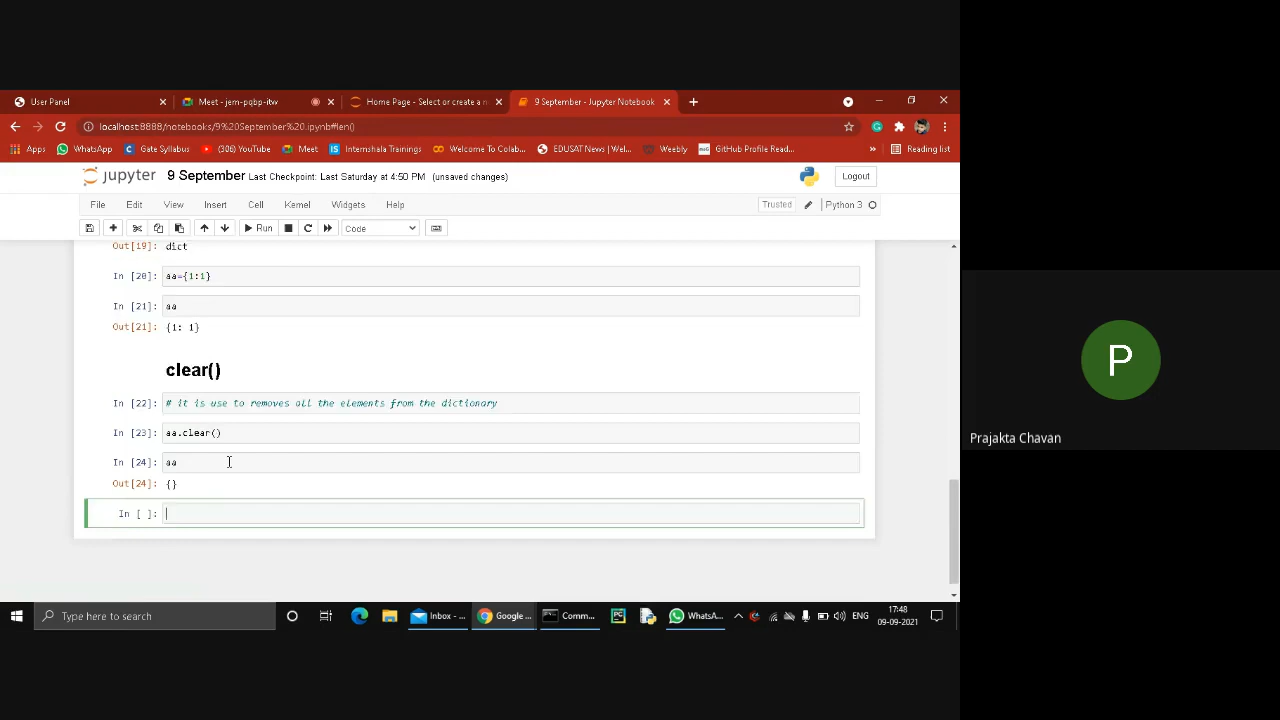 User Panel
Meet - jem-pqbp-itw
Home Page - Select or create a n
9 September - Jupyter Notebook
localhost:8888/notebooks/9%20September%20.ipynb#len()
Apps
WhatsApp
Gate Syllabus
(306) YouTube
Meet
Internshala Trainings
Welcome To Colab...
EDUSAT News | Wel...
Weebly
GitHub Profile Read...
»
Reading list
jupyter
9 September Last Checkpoint: Last Saturday at 4:50 PM (unsaved changes)
Logout
File
Edit
View
Insert
Cell
Kernel
Widgets
Help
Trusted
Python 3
Run
Code
Out[19]: dict
In [20]: aa={1:1}
In [21]: aa
Out[21]: {1: 1}
clear()
In [22]: # it is use to removes all the elements from the dictionary
In [23]: aa.clear()
In [24]: aa
Out[24]: {}
In [ ]:
P
Prajakta Chavan
Type here to search
Inbox - ...
Google ...
Comm...
WhatsA...
ENG
17:48
09-09-2021